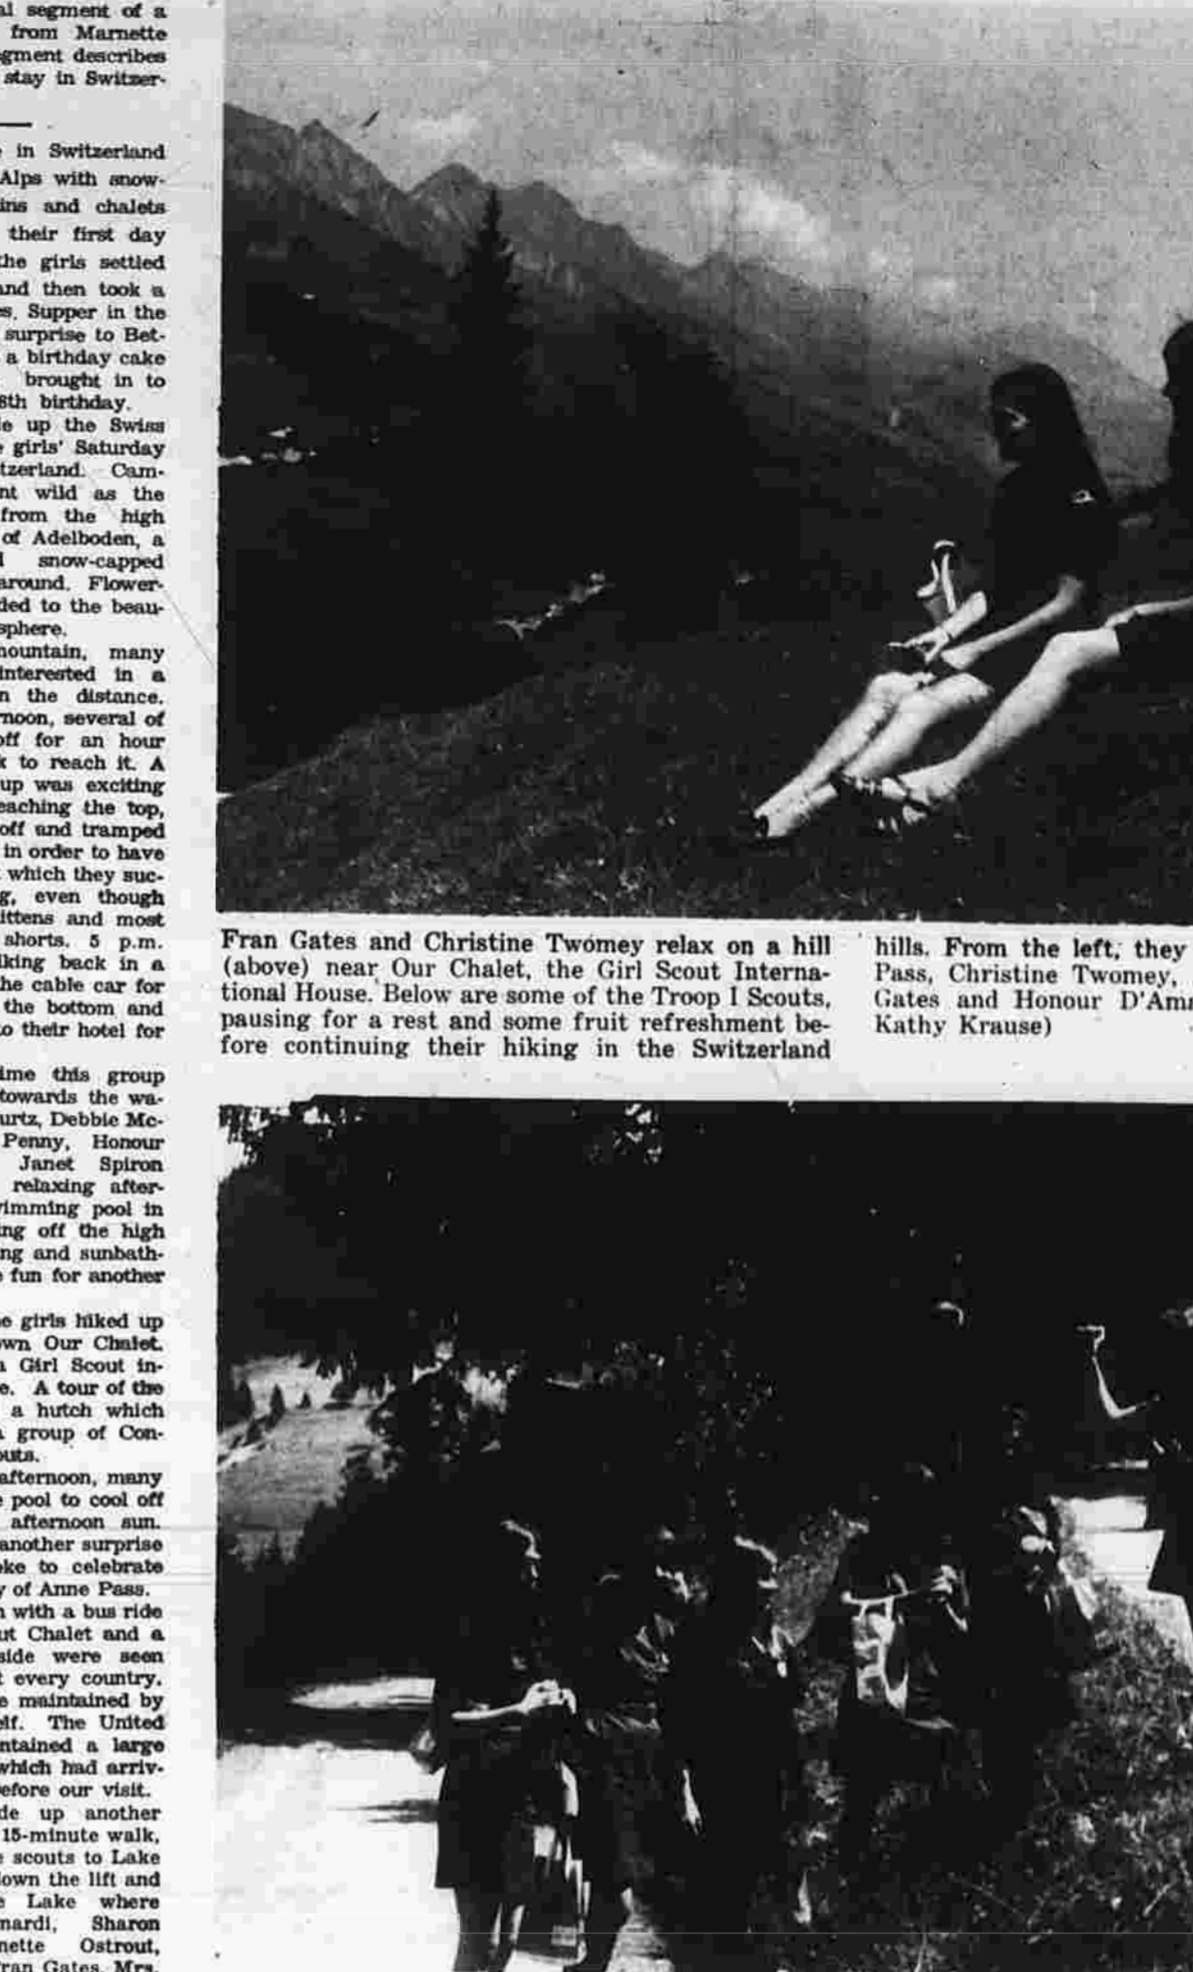 al segment of a
from Marnette
gment describes
stay in Switzer-
in Switzerland
Alps with snow-
ins and chalets
their first day
the girls settled
and then took a
s. Supper in the
surprise to Bet-
a birthday cake
brought in to
8th birthday.
e up the Swiss
girls' Saturday
tzerland. Cam-
nt wild as the
from the high
of Adelboden, a
snow-capped
around. Flower-
ded to the beau-
sphere.
mountain, many
interested in a
n the distance.
noon, several of
off for an hour
k to reach it. A
up was exciting
eaching the top,
off and tramped
in order to have
which they suc-
g, even though
ittens and most
shorts. 5 p.m.
lking back in a
he cable car for
the bottom and
to their hotel for
ime this group
towards the wa-
urtz, Debbie Mc-
Penny, Honour
Janet Spiron
relaxing after-
imming pool in
ng off the high
ng and sunbath-
fun for another
e girls hiked up
own Our Chalet.
a Girl Scout in-
e. A tour of the
a hutch which
a group of Con-
outs.
afternoon, many
e pool to cool off
afternoon sun.
another surprise
ke to celebrate
y of Anne Pass.
n with a bus ride
ut Chalet and a
side were seen
t every country.
e maintained by
elf. The United
ntained a large
which had arriv-
efore our visit.
de up another
15-minute walk,
e scouts to Lake
down the lift and
e Lake where
nardi, Sharon
nette Ostrout,
Fran Gates, Mrs.
Fran Gates and Christine Twomey relax on a hill
(above) near Our Chalet, the Girl Scout Interna-
tional House. Below are some of the Troop I Scouts,
pausing for a rest and some fruit refreshment be-
fore continuing their hiking in the Switzerland
hills. From the left, they
Pass, Christine Twomey,
Gates and Honour D'Am
Kathy Krause)